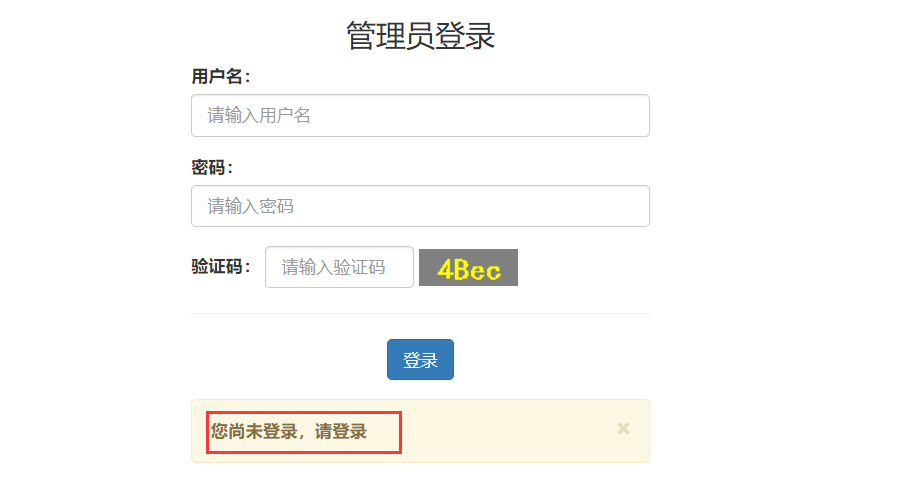 管理员登录
用户名：
请输入用户名
密码：
请输入密码
验证码： 请输入验证码 4Bec
登录
您尚未登录，请登录 ×